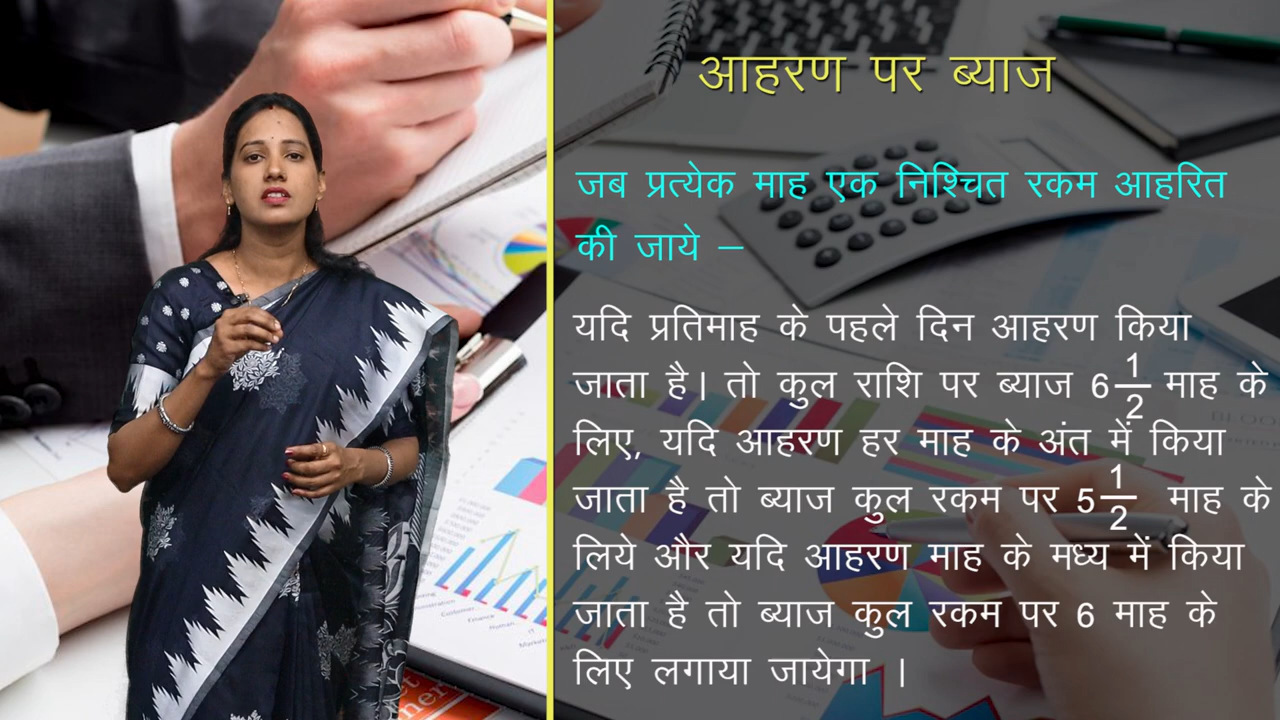 आहरण पर ब्याज
जब प्रत्येक माह एक निश्चित रकम आहरित
की जाये –
यदि प्रतिमाह के पहले दिन आहरण किया
जाता है। तो कुल राशि पर ब्याज 6 1/2 माह के
लिए, यदि आहरण हर माह के अंत में किया
जाता है तो ब्याज कुल रकम पर 5 1/2 माह के
लिये और यदि आहरण माह के मध्य में किया
जाता है तो ब्याज कुल रकम पर 6 माह के
लिए लगाया जायेगा ।